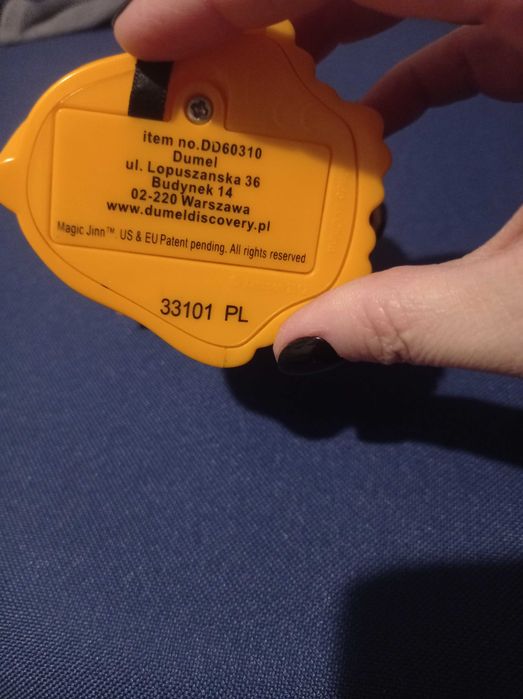 item no.DD60310
Dumel
ul. Lopuszanska 36
Budynek 14
02-220 Warszawa
www.dumeldiscovery.pl
Magic Jinn™ US & EU Patent pending. All rights reserved
33101 PL